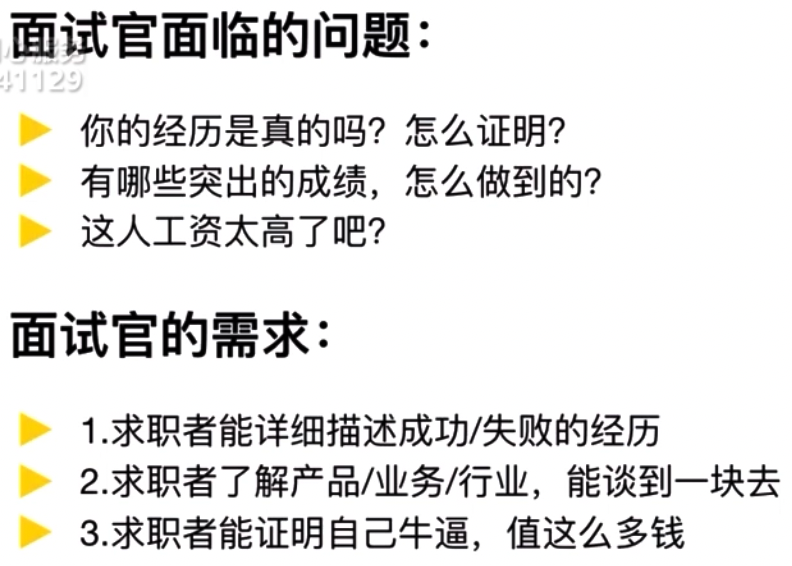 面试官面临的问题：
41129
你的经历是真的吗？怎么证明？
有哪些突出的成绩，怎么做到的？
这人工资太高了吧？
面试官的需求：
1.求职者能详细描述成功/失败的经历
2.求职者了解产品/业务/行业，能谈到一块去
3.求职者能证明自己牛逼，值这么多钱